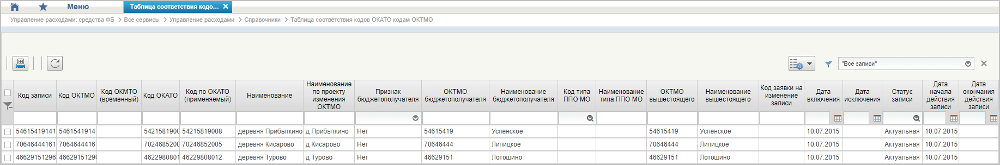 Меню Таблица соответствия кодо...
Управление расходами: средства ФБ > Все сервисы > Управление расходами > Справочники > Таблица соответствия кодов ОКАТО кодам ОКТМО
"Все записи"
Код записи
Код ОКТМО
Код ОКМТО
(временный)
Код ОКАТО
Код по ОКАТО
(применяемый)
Наименование
Наименование
по проекту
изменения
ОКТМО
Признак
бюджетополучателя
ОКТМО
бюджетополучателя
Наименование
бюджетополучателя
Код типа
ППО МО
Наименование
типа ППО МО
ОКТМО
вышестоящего
Наименование
вышестоящего
Код заявки на
изменение
записи
Дата
включения
Дата
исключения
Статус
записи
Дата
начала
действия
записи
Дата
окончания
действия
записи
54615419141 5461541914 5421581900 54215819008 деревня Прибыткино д Прибыткино Нет 54615419 Успенское 54615419 Успенское 10.07.2015 Актуальная 10.07.2015
70646444161 7064644416 7024685200 70246852005 деревня Кисарово д Кисарово Нет 70646444 Липицкое 70646444 Липицкое 10.07.2015 Актуальная 10.07.2015
46629151296 4662915129 4622980801 46229808012 деревня Турово д Турово Нет 46629151 Лотошино 46629151 Лотошино 10.07.2015 Актуальная 10.07.2015